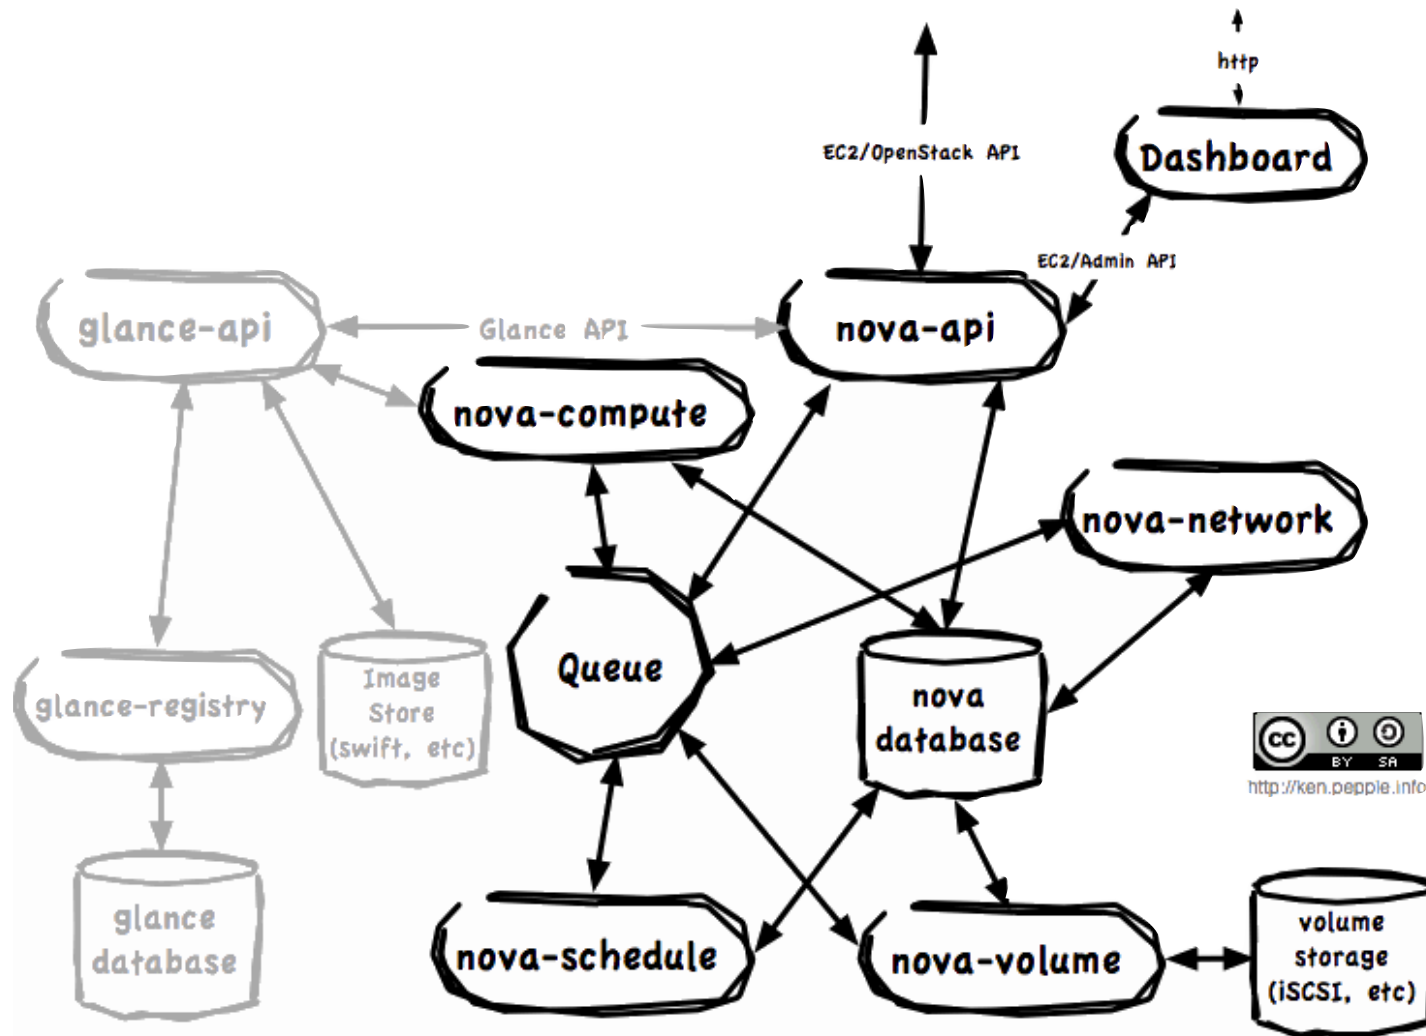 http
EC2/OpenStack API
Dashboard
EC2/Admin API
glance-api
Glance API
nova-api
nova-compute
nova-network
Queue
Image
Store
(swift, etc)
glance-registry
nova
database
cc
BY SA
http://ken.pepple.info
glance
database
nova-schedule
nova-volume
volume
storage
(iSCSI, etc)